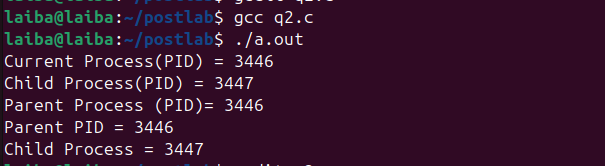 laiba@laiba:~/postlab$ gcc q2.c
laiba@laiba:~/postlab$ ./a.out
Current Process(PID) = 3446
Child Process(PID) = 3447
Parent Process (PID)= 3446
Parent PID = 3446
Child Process = 3447